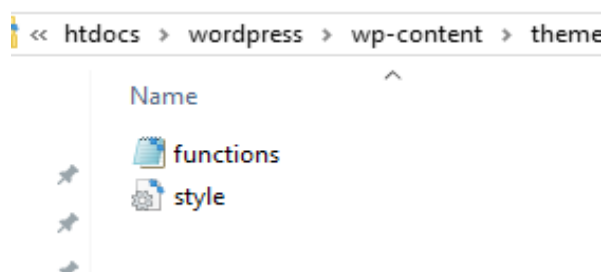 « htdocs > wordpress > wp-content > theme
Name
functions
style